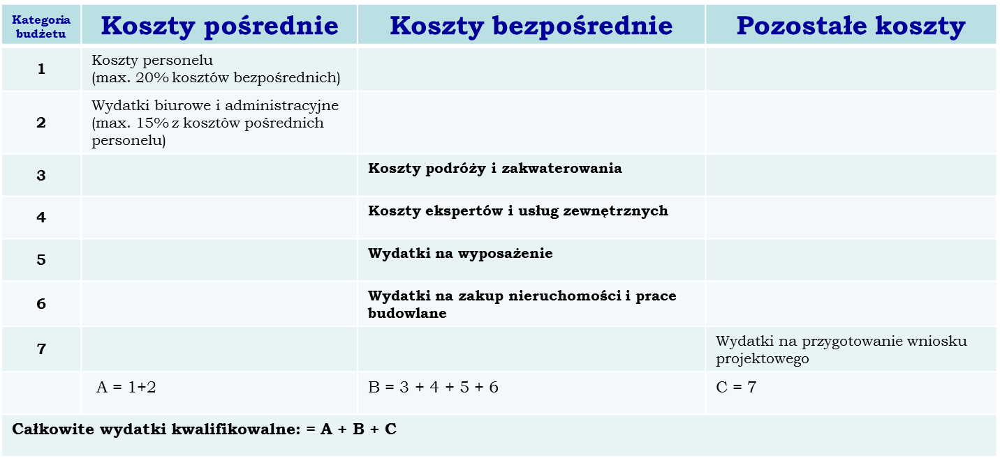 Kategoria
budżetu
Koszty pośrednie
Koszty bezpośrednie
Pozostałe koszty
1
Koszty personelu
(max. 20% kosztów bezpośrednich)
2
Wydatki biurowe i administracyjne
(max. 15% z kosztów pośrednich
personelu)
3
Koszty podróży i zakwaterowania
4
Koszty ekspertów i usług zewnętrznych
5
Wydatki na wyposażenie
6
Wydatki na zakup nieruchomości i prace
budowlane
7
Wydatki na przygotowanie wniosku
projektowego
A = 1+2
B = 3 + 4 + 5 + 6
C = 7
Całkowite wydatki kwalifikowalne: = A + B + C